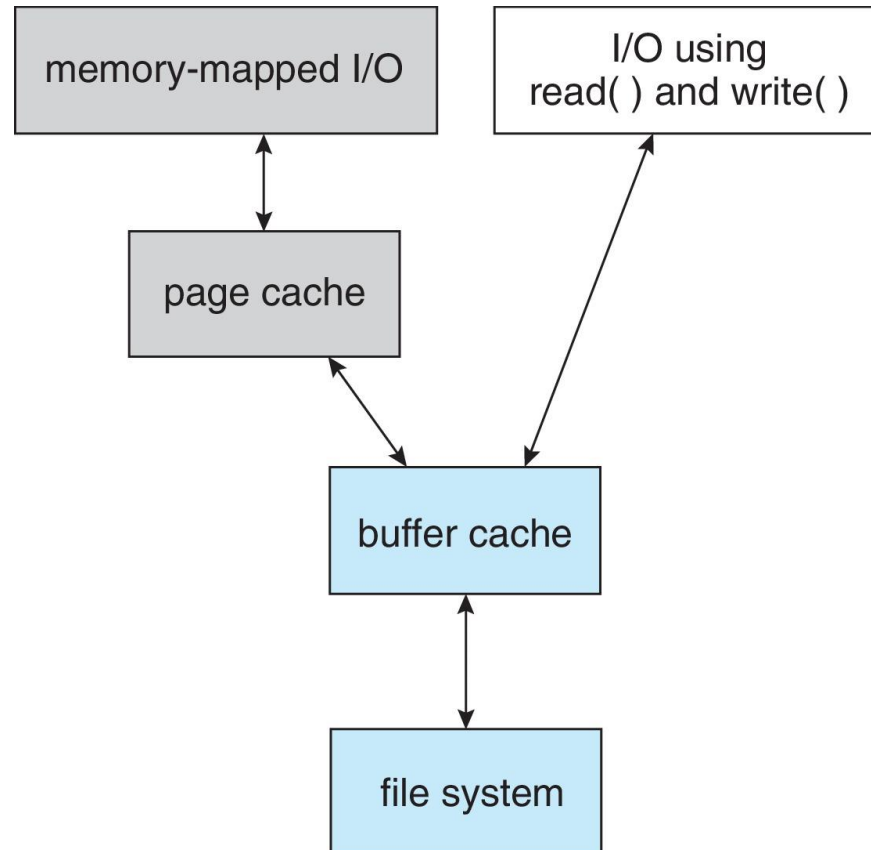 memory-mapped I/O
I/O using
read( ) and write( )
page cache
buffer cache
file system